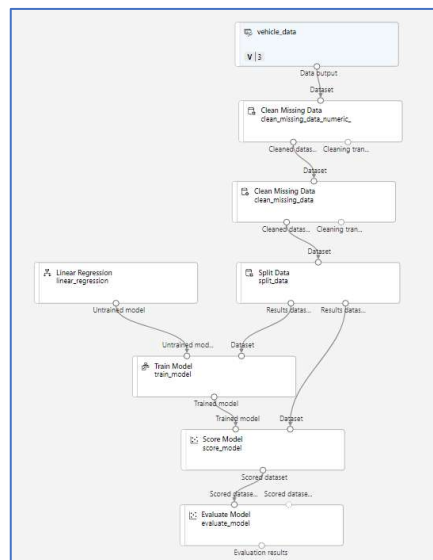 vehicle_data
V | 3
Data output
Dataset
Clean Missing Data
clean_missing_data_numeric_
Cleaned datas... Cleaning tran...
Dataset
Clean Missing Data
clean_missing_data
Cleaned datas... Cleaning tran...
Dataset
Linear Regression
linear_regression
Split Data
split_data
Untrained model
Results datas... Results datas...
Untrained mod... Dataset
Train Model
train_model
Trained model
Trained model Dataset
Score Model
score_model
Scored dataset
Scored datase... Scored datase...
Evaluate Model
evaluate_model
Evaluation results